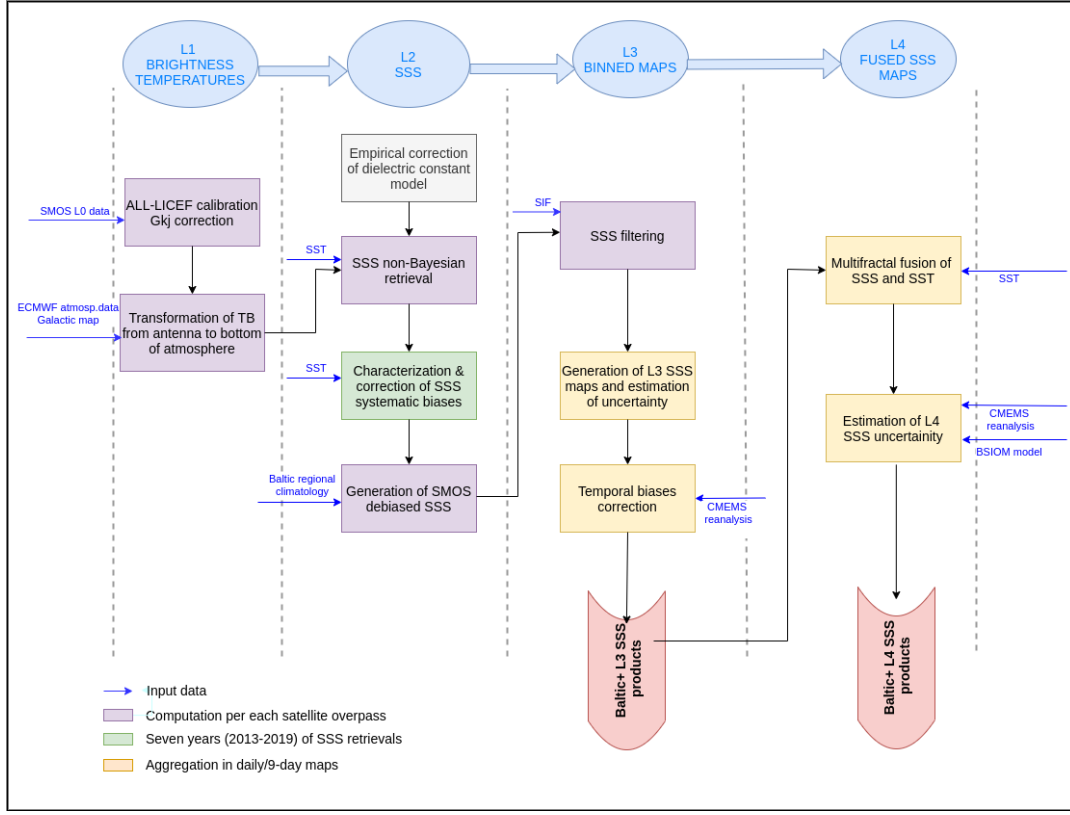 L1
BRIGHTNESS
TEMPERATURES
L2
SSS
L3
BINNED MAPS
L4
FUSED SSS
MAPS
SMOS L0 data
ALL-LICEF calibration
Gkj correction
ECMWF atmosp.data
Galactic map
Transformation of TB
from antenna to bottom
of atmosphere
Empirical correction
of dielectric constant
model
SST
SSS non-Bayesian
retrieval
SST
Characterization &
correction of SSS
systematic biases
Baltic regional
climatology
Generation of SMOS
debiased SSS
SIF
SSS filtering
Generation of L3 SSS
maps and estimation
of uncertainty
Temporal biases
correction
CMEMS
reanalysis
Baltic+ L3 SSS
products
Multifractal fusion of
SSS and SST
SST
Estimation of L4
SSS uncertainity
CMEMS
reanalysis
BSIOM model
Baltic+ L4 SSS
products
Input data
Computation per each satellite overpass
Seven years (2013-2019) of SSS retrievals
Aggregation in daily/9-day maps